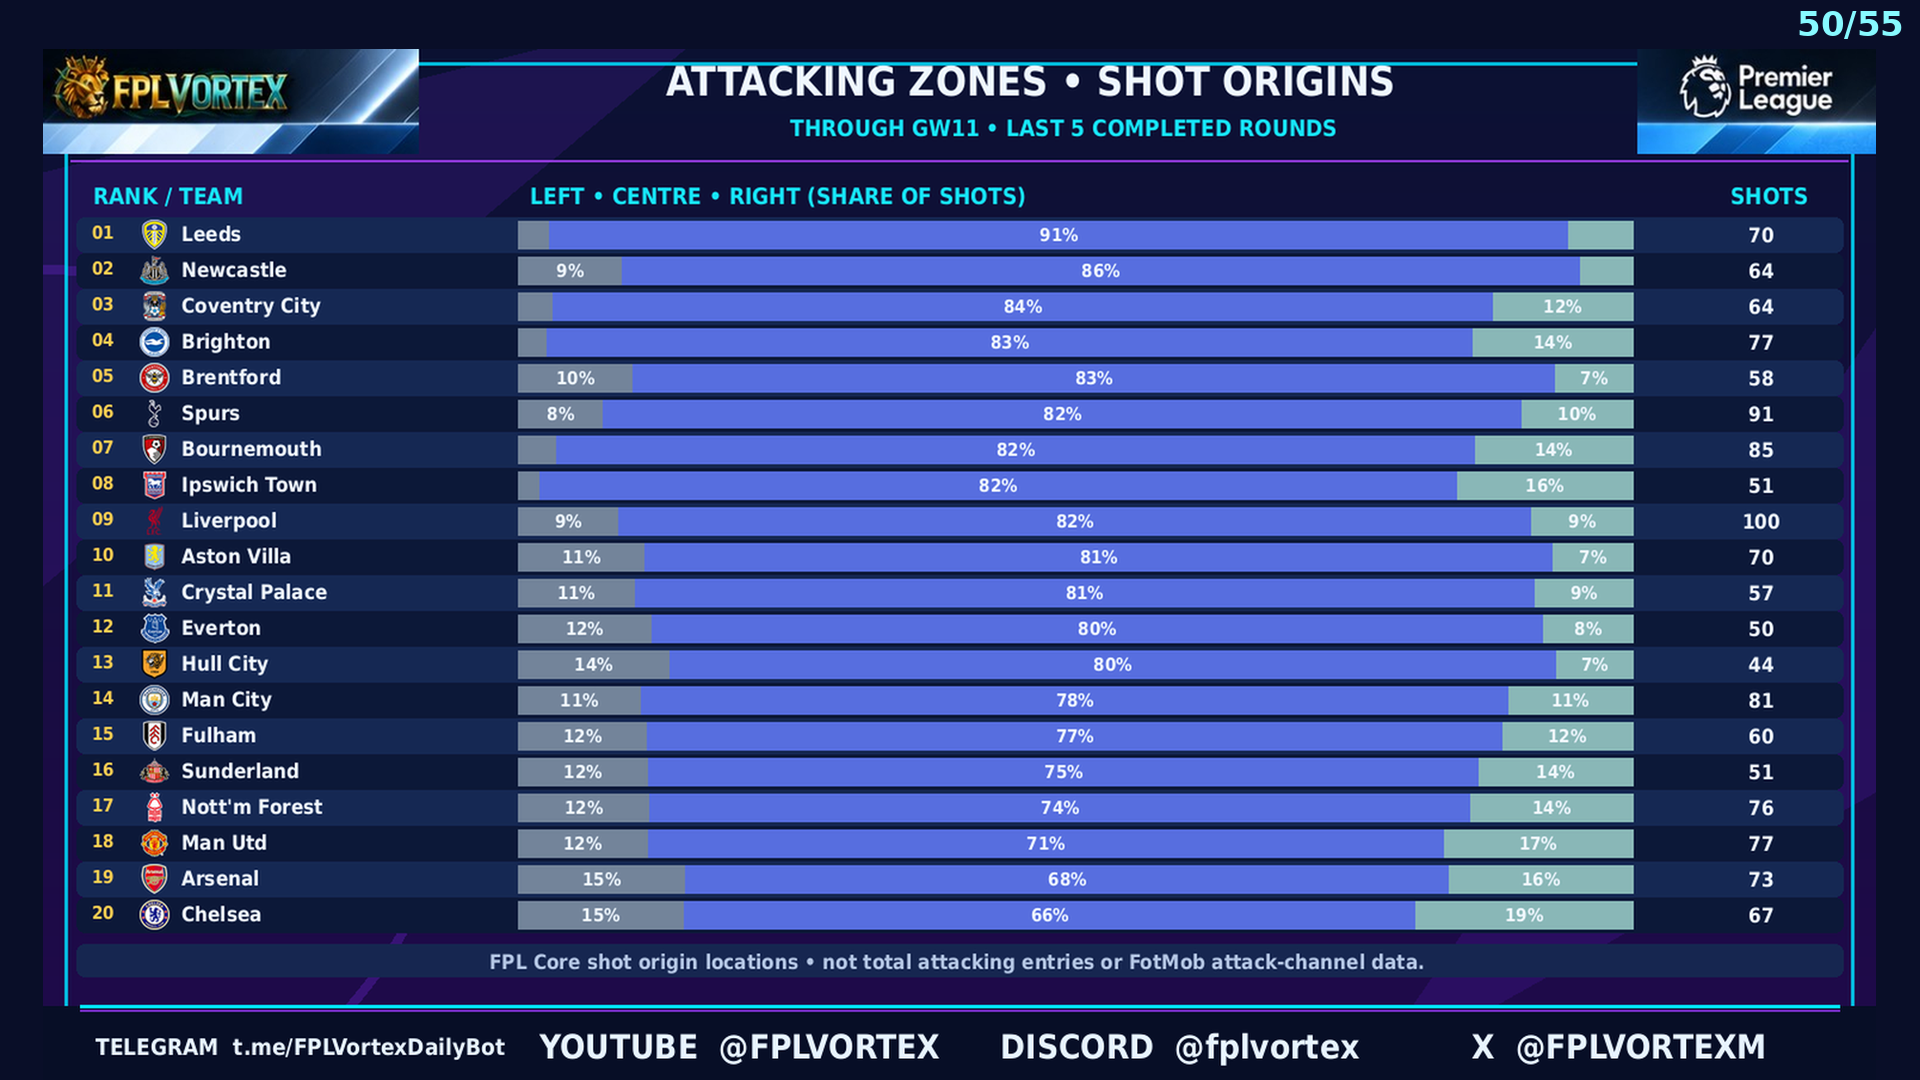 50/55
FPLVORTEX
ATTACKING ZONES • SHOT ORIGINS
Premier League
THROUGH GW11 • LAST 5 COMPLETED ROUNDS
RANK / TEAM LEFT • CENTRE • RIGHT (SHARE OF SHOTS) SHOTS
01 Leeds 91% 70
02 Newcastle 9% 86% 64
03 Coventry City 84% 12% 64
04 Brighton 83% 14% 77
05 Brentford 10% 83% 7% 58
06 Spurs 8% 82% 10% 91
07 Bournemouth 82% 14% 85
08 Ipswich Town 82% 16% 51
09 Liverpool 9% 82% 9% 100
10 Aston Villa 11% 81% 7% 70
11 Crystal Palace 11% 81% 9% 57
12 Everton 12% 80% 8% 50
13 Hull City 14% 80% 7% 44
14 Man City 11% 78% 11% 81
15 Fulham 12% 77% 12% 60
16 Sunderland 12% 75% 14% 51
17 Nott'm Forest 12% 74% 14% 76
18 Man Utd 12% 71% 17% 77
19 Arsenal 15% 68% 16% 73
20 Chelsea 15% 66% 19% 67
FPL Core shot origin locations • not total attacking entries or FotMob attack-channel data.
TELEGRAM t.me/FPLVortexDailyBot YOUTUBE @FPLVORTEX DISCORD @fplvortex X @FPLVORTEXM